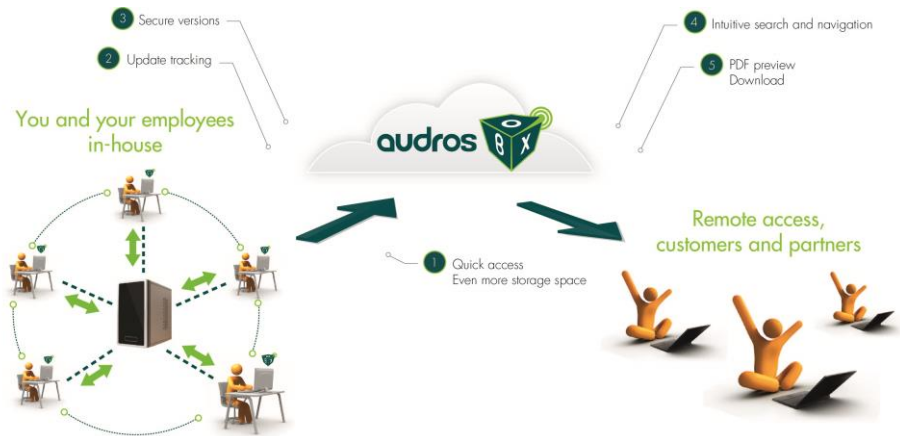 3 Secure versions
2 Update tracking
4 Intuitive search and navigation
5 PDF preview
Download
You and your employees
in-house
audros
BOX
Remote access,
customers and partners
1 Quick access
Even more storage space